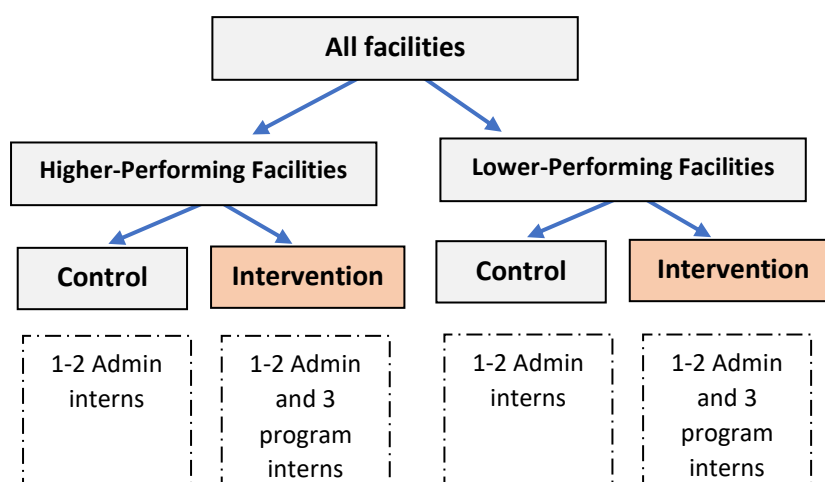 All facilities
Higher-Performing Facilities
Lower-Performing Facilities
Control
Intervention
Control
Intervention
1-2 Admin
interns
1-2 Admin
and 3
program
interns
1-2 Admin
interns
1-2 Admin
and 3
program
interns